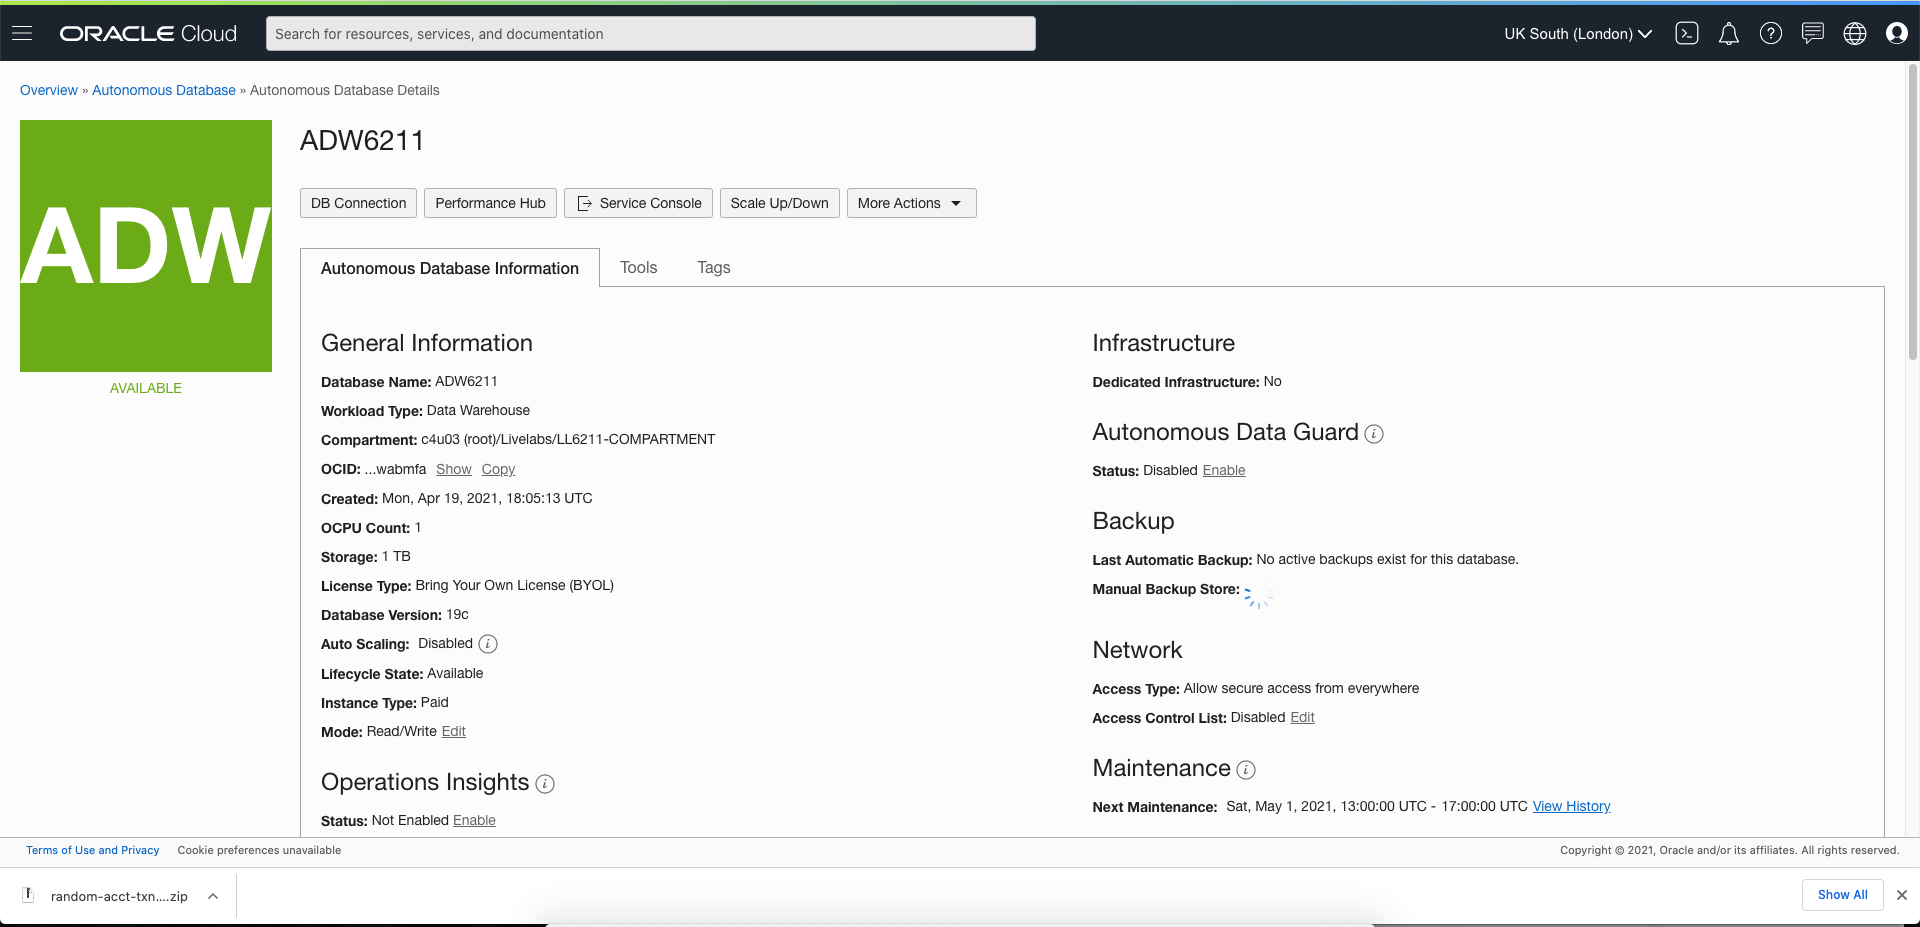 ORACLE Cloud
Search for resources, services, and documentation
UK South (London)
Overview » Autonomous Database » Autonomous Database Details
ADW
AVAILABLE
ADW6211
DB Connection
Performance Hub
Service Console
Scale Up/Down
More Actions
Autonomous Database Information
Tools
Tags
General Information
Database Name: ADW6211
Workload Type: Data Warehouse
Compartment: c4u03 (root)/Livelabs/LL6211-COMPARTMENT
OCID: ...wabmfa Show Copy
Created: Mon, Apr 19, 2021, 18:05:13 UTC
OCPU Count: 1
Storage: 1 TB
License Type: Bring Your Own License (BYOL)
Database Version: 19c
Auto Scaling: Disabled i
Lifecycle State: Available
Instance Type: Paid
Mode: Read/Write Edit
Operations Insights i
Status: Not Enabled Enable
Infrastructure
Dedicated Infrastructure: No
Autonomous Data Guard i
Status: Disabled Enable
Backup
Last Automatic Backup: No active backups exist for this database.
Manual Backup Store:
Network
Access Type: Allow secure access from everywhere
Access Control List: Disabled Edit
Maintenance i
Next Maintenance: Sat, May 1, 2021, 13:00:00 UTC - 17:00:00 UTC View History
Terms of Use and Privacy Cookie preferences unavailable
Copyright © 2021, Oracle and/or its affiliates. All rights reserved.
random-acct-txn....zip
Show All